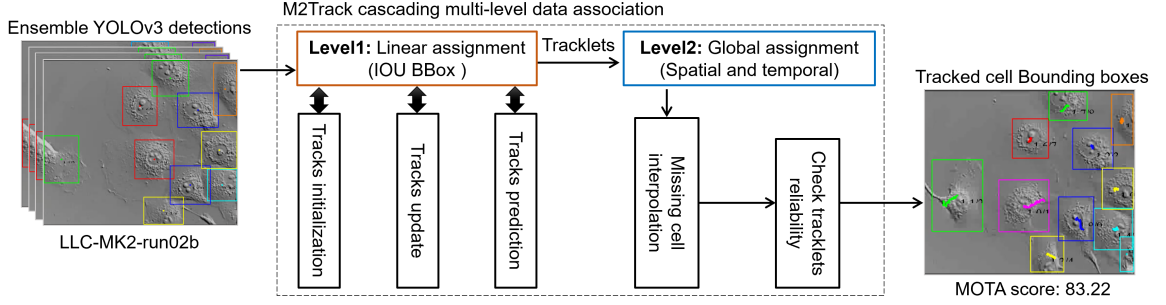 M2Track cascading multi-level data association
Ensemble YOLOv3 detections
Level1: Linear assignment
(IOU BBox )
Tracklets
Level2: Global assignment
(Spatial and temporal)
Tracked cell Bounding boxes
Tracks initialization
Tracks update
Tracks prediction
Missing cell
interpolation
Check tracklets
reliability
LLC-MK2-run02b
MOTA score: 83.22